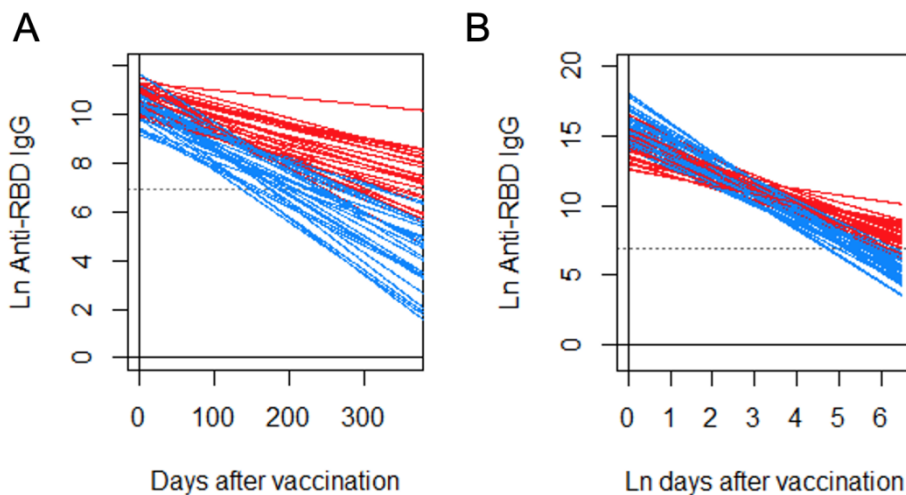 A
Ln Anti-RBD IgG
10
8
6
4
2
0
0 100 200 300
Days after vaccination
B
Ln Anti-RBD IgG
20
15
10
5
0
0 1 2 3 4 5 6
Ln days after vaccination